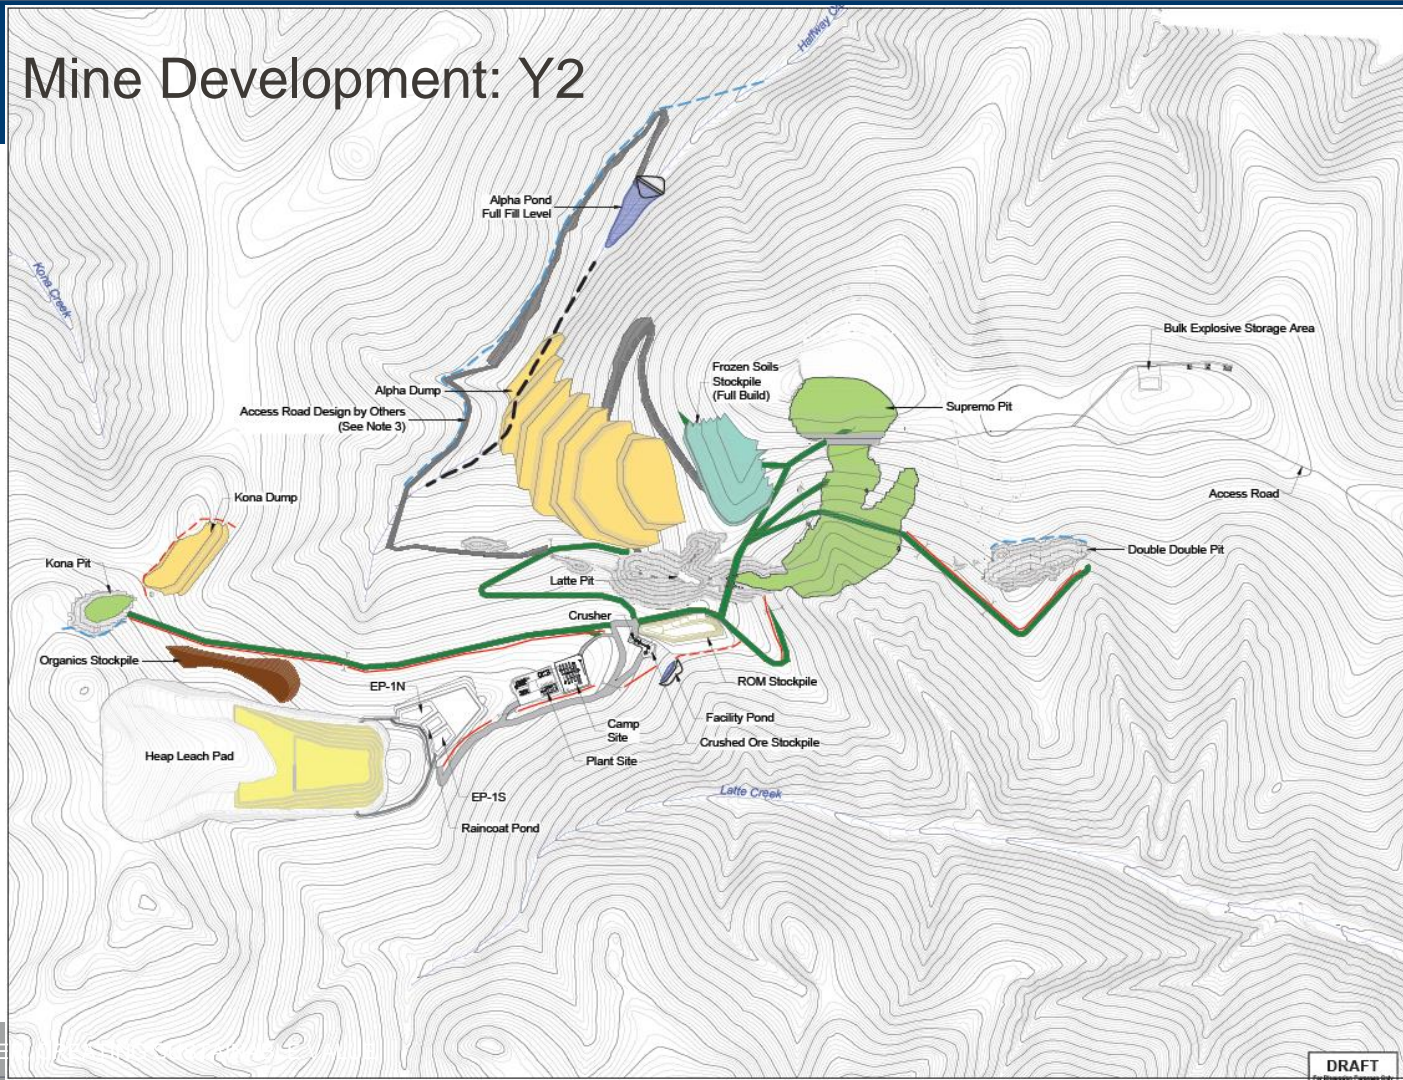 Mine Development: Y2
Kona Creek
Alpha Pond
Full Fill Level
Bulk Explosive Storage Area
Frozen Soils
Stockpile
(Full Build)
Alpha Dump
Access Road Design by Others
(See Note 3)
Supremo Pit
Kona Dump
Access Road
Kona Pit
Double Double Pit
Latte Pit
Crusher
Organics Stockpile
EP-1N
ROM Stockpile
Facility Pond
Camp
Site
Crushed Ore Stockpile
Heap Leach Pad
Plant Site
EP-1S
Latte Creek
Raincoat Pond
DRAFT